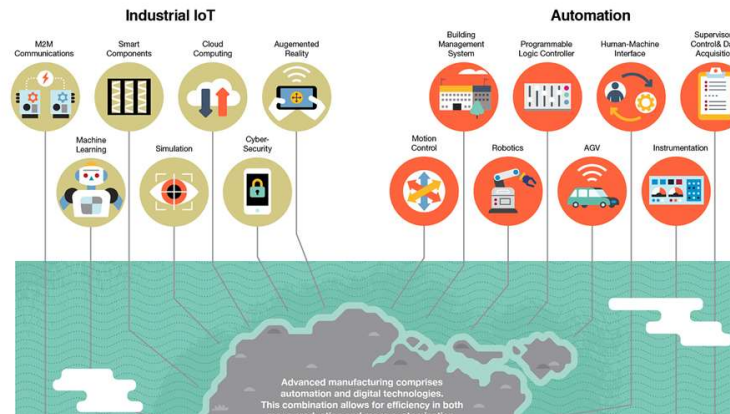 Industrial IoT
Automation
M2M
Communications
Smart
Components
Cloud
Computing
Augmented
Reality
Machine
Learning
Simulation
Cyber-
Security
Building
Management
System
Programmable
Logic Controller
Human-Machine
Interface
Control& Da
Motion
Control
Robotics
AGV
Instrumentation
Advanced manufacturing comprises
automation and digital technologies.
This combination allows for efficiency in both